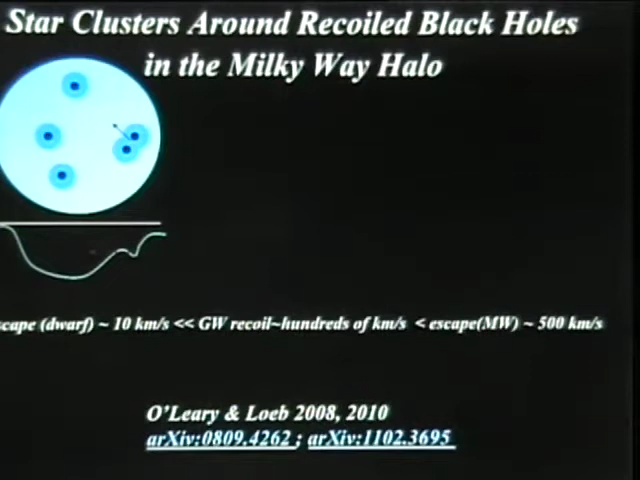 Star Clusters Around Recoiled Black Holes
in the Milky Way Halo
cape (dwarf) ~ 10 km/s << GW recoil~hundreds of km/s < escape(MW) ~ 500 km/s
O'Leary & Loeb 2008, 2010
arXiv:0809.4262 ; arXiv:1102.3695